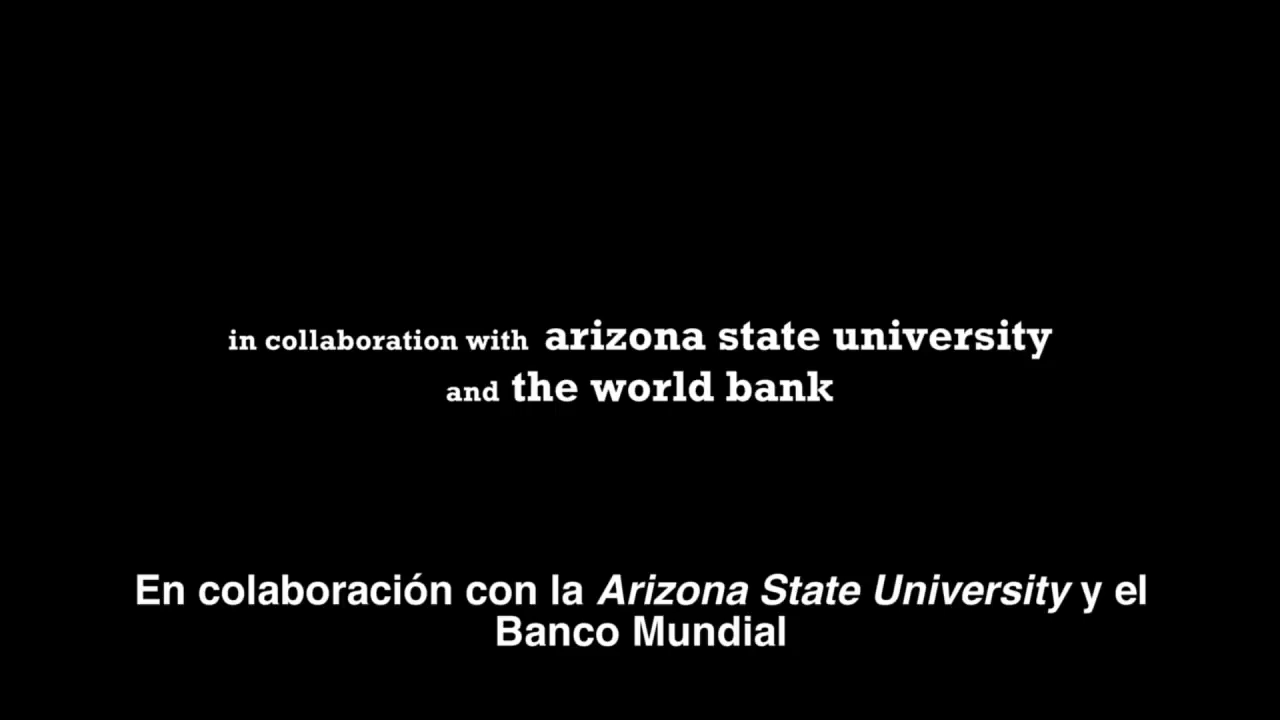 in collaboration with arizona state university
and the world bank
En colaboración con la Arizona State University y el
Banco Mundial